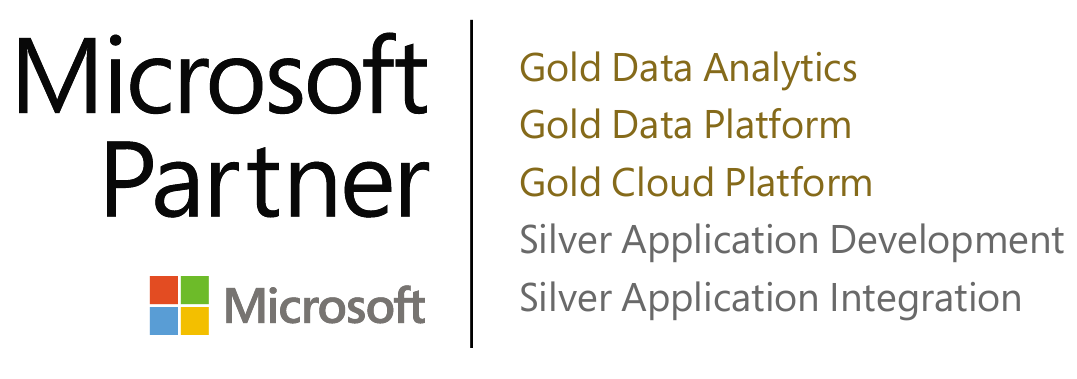 Microsoft
Partner
Microsoft
Gold Data Analytics
Gold Data Platform
Gold Cloud Platform
Silver Application Development
Silver Application Integration